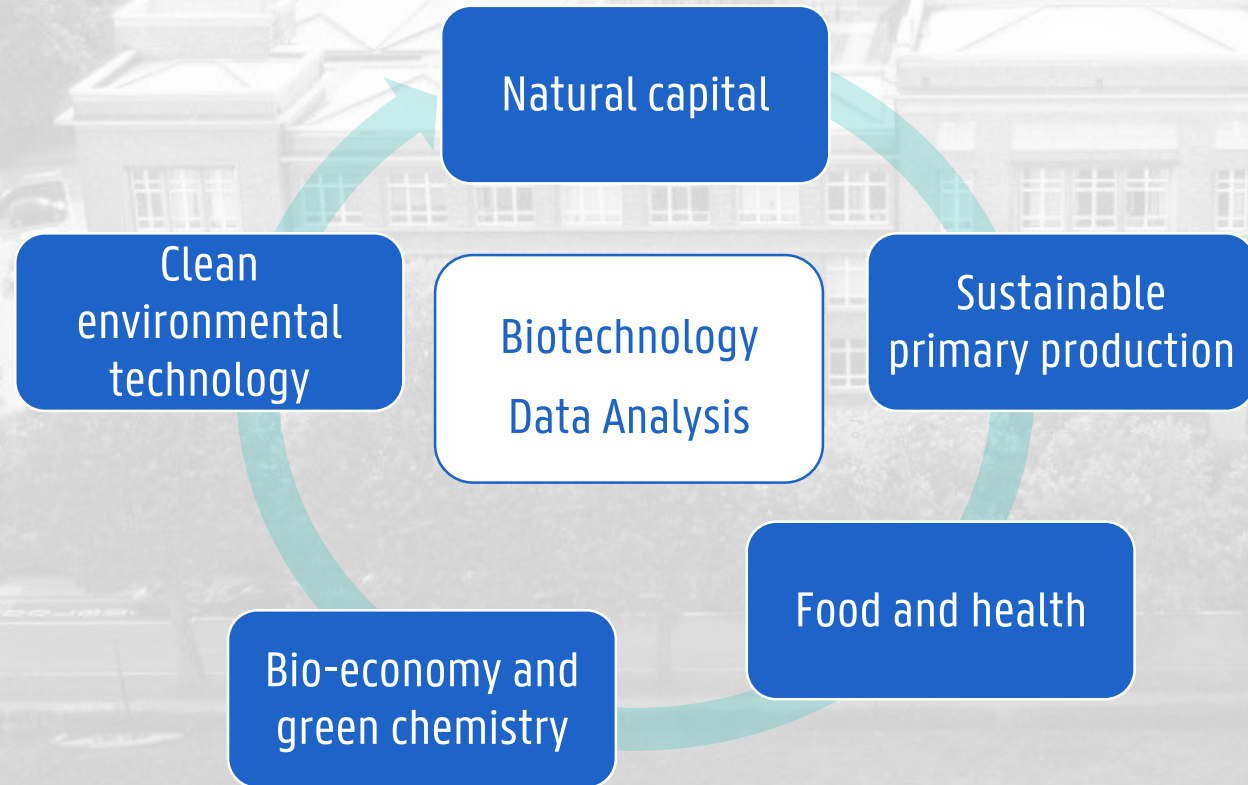 Natural capital
Clean
environmental
technology
Biotechnology
Data Analysis
Sustainable
primary production
Food and health
Bio-economy and
green chemistry